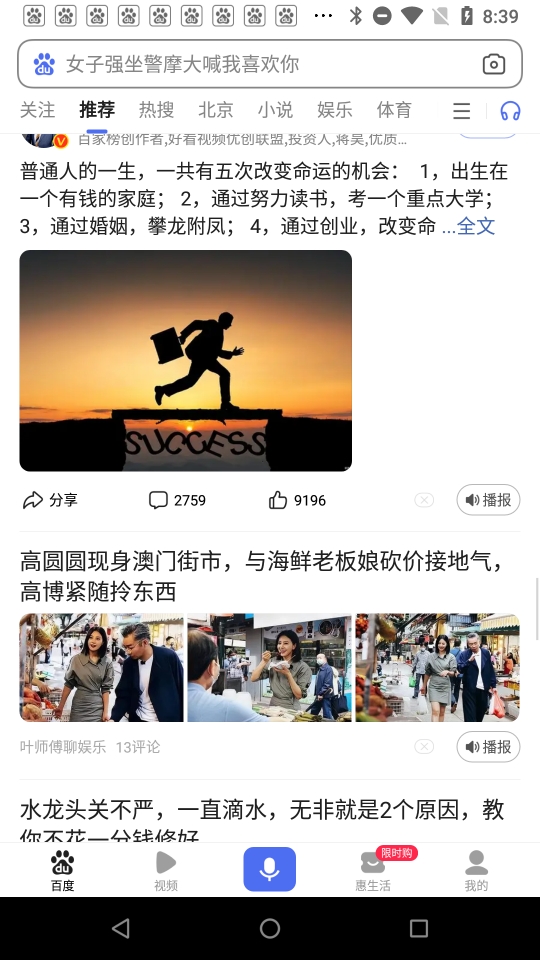 8:39
女子强坐警摩大喊我喜欢你
关注 推荐 热搜 北京 小说 娱乐 体育
百家榜创作者,好看视频优创联盟,投资人,蒋昊,优质...
普通人的一生，一共有五次改变命运的机会： 1，出生在
一个有钱的家庭； 2，通过努力读书，考一个重点大学；
3，通过婚姻，攀龙附凤； 4，通过创业，改变命 ...全文
SUCCESS
分享 2759 9196 播报
高圆圆现身澳门街市，与海鲜老板娘砍价接地气，
高博紧随拎东西
叶师傅聊娱乐 13评论 播报
水龙头关不严，一直滴水，无非就是2个原因，教
你不花一分钱修好
限时购
百度 视频 惠生活 我的